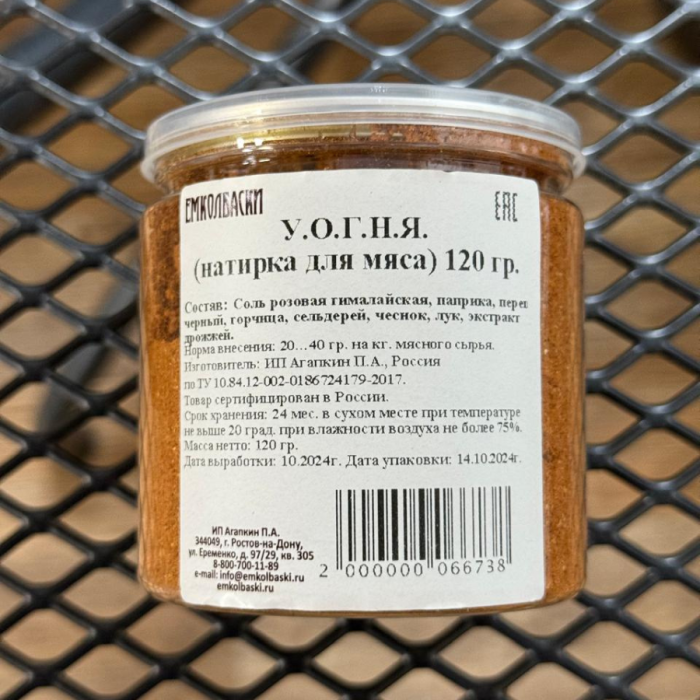 ЕМКОЛБАСКИ
ЕАС
У.О.Г.Н.Я.
(натирка для мяса) 120 гр.
Состав: Соль розовая гималайская, паприка, перец
черный, горчица, сельдерей, чеснок, лук, экстракт
дрожжей.
Норма внесения: 20...40 гр. на кг. мясного сырья.
Изготовитель: ИП Агапкин П.А., Россия
по ТУ 10.84.12-002-0186724179-2017.
Товар сертифицирован в России.
Срок хранения: 24 мес. в сухом месте при температуре
не выше 20 град. при влажности воздуха не более 75%.
Масса нетто: 120 гр.
Дата выработки: 10.2024г. Дата упаковки: 14.10.2024г.
ИП Агапкин П.А.
344049, г. Ростов-на-Дону,
ул. Еременко, д. 97/29, кв. 305
8-800-700-11-89
e-mail: info@emkolbaski.ru
emkolbaski.ru
2 000000 066738